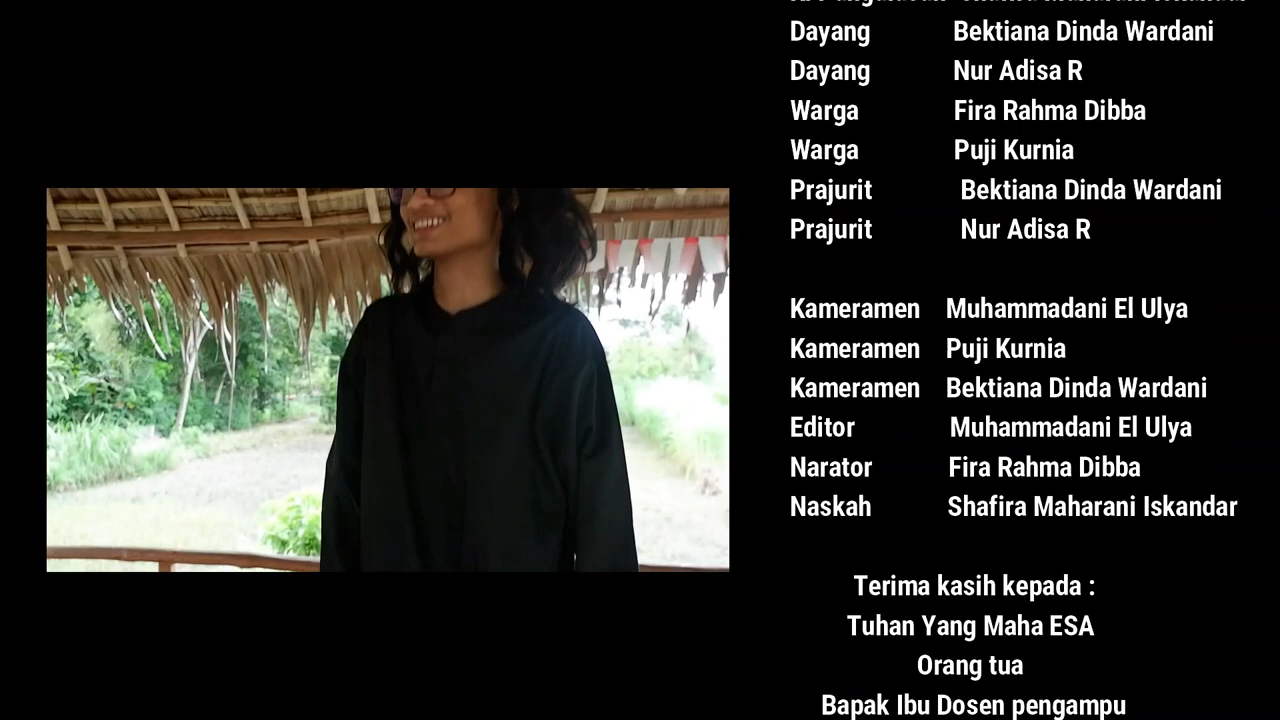 Dayang Bektiana Dinda Wardani
Dayang Nur Adisa R
Warga Fira Rahma Dibba
Warga Puji Kurnia
Prajurit Bektiana Dinda Wardani
Prajurit Nur Adisa R
Kameramen Muhammadani El Ulya
Kameramen Puji Kurnia
Kameramen Bektiana Dinda Wardani
Editor Muhammadani El Ulya
Narator Fira Rahma Dibba
Naskah Shafira Maharani Iskandar
Terima kasih kepada :
Tuhan Yang Maha ESA
Orang tua
Bapak Ibu Dosen pengampu